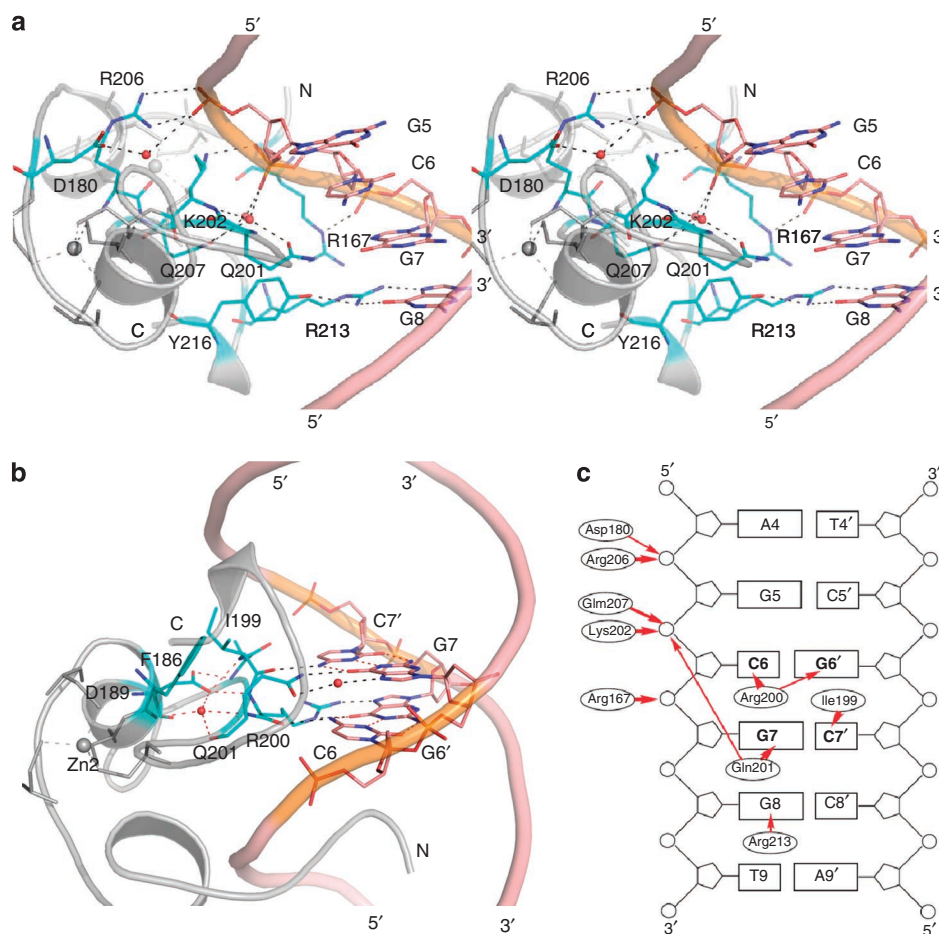 a
5′ 5′
R206 N R206 N
G5 G5
C6 C6
D180 D180
K202 K202
R167 3′ R167 3′
Q207 Q201 G7 Q207 Q201 G7
3′ 3′
C R213 G8 C R213 G8
Y216 Y216
5′ 5′
b
5′ 3′
C I199 C7′
F186 G7
D189
R200
Zn2 Q201 C6 G6′
N
5′ 3′
c
5′ 3′
A4 T4′
Asp180
Arg206
Glm207 G5 C5′
Lys202
C6 G6′
Arg167 Arg200 Ile199
G7 C7′
Gln201
G8 C8′
Arg213
T9 A9′
3′ 5′